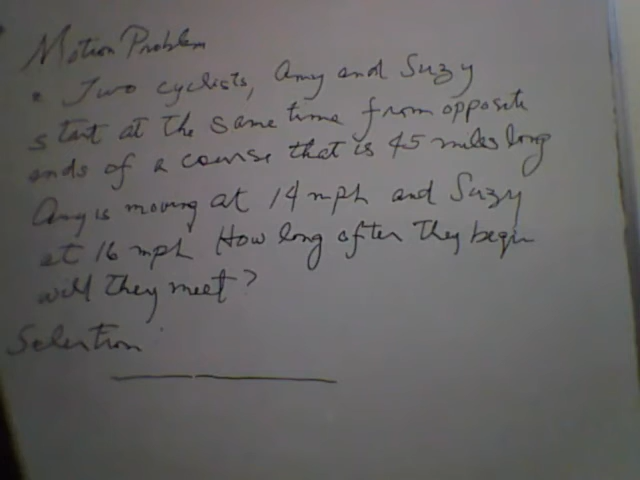 Motion Problem
• Two cyclists, Amy and Suzy
start at the same time from opposite
ends of a course that is 45 miles long
Amy is moving at 14 mph and Suzy
at 16 mph How long after they begin
will they meet?
Solution: